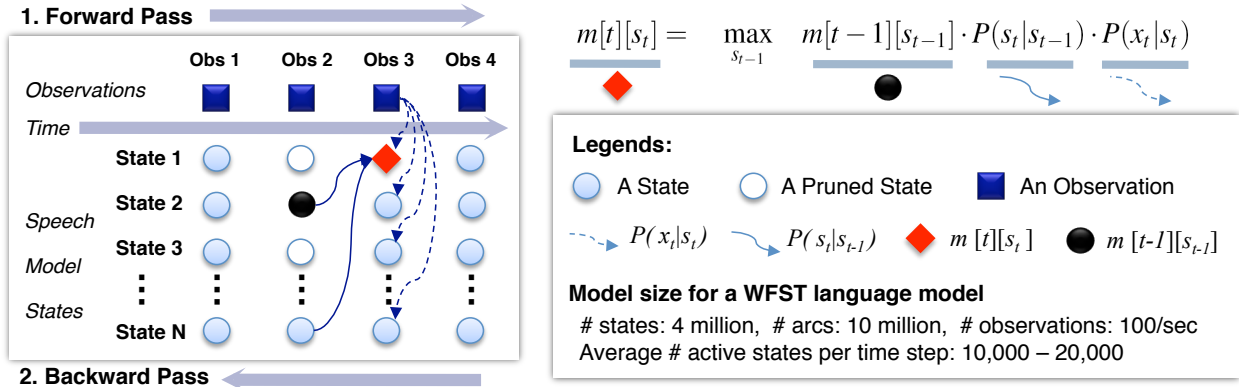 1. Forward Pass
Obs 1 Obs 2 Obs 3 Obs 4
Observations
Time
State 1
State 2
Speech
State 3
Model
States
State N
2. Backward Pass
m[t][s_t] = max_{s_{t-1}} m[t−1][s_{t-1}] · P(s_t|s_{t-1}) · P(x_t|s_t)
Legends:
A State A Pruned State An Observation
P(x_t|s_t) P(s_t|s_{t-1}) m [t][s_t ] m [t-1][s_{t-1}]
Model size for a WFST language model
# states: 4 million, # arcs: 10 million, # observations: 100/sec
Average # active states per time step: 10,000 – 20,000